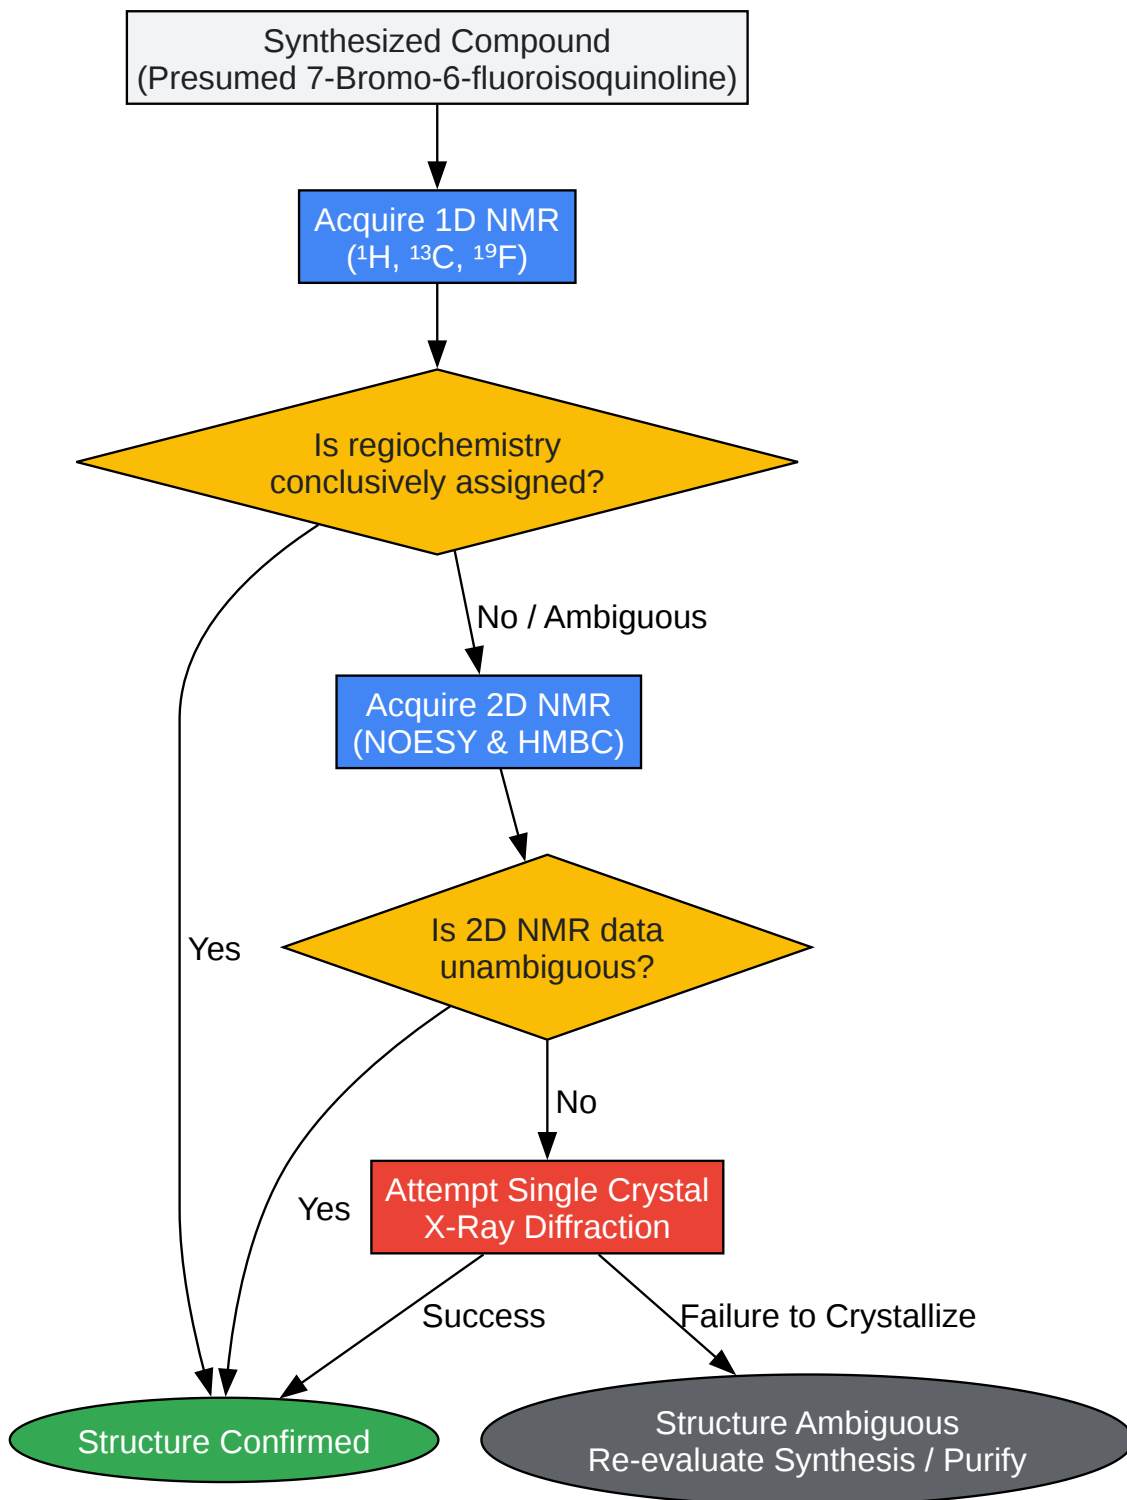 Synthesized Compound
(Presumed 7-Bromo-6-fluoroisoquinoline)
Acquire 1D NMR
(¹H, ¹³C, ¹⁹F)
Is regiochemistry
conclusively assigned?
No / Ambiguous
Acquire 2D NMR
(NOESY & HMBC)
Yes
Is 2D NMR data
unambiguous?
No
Attempt Single Crystal
X-Ray Diffraction
Yes
Success
Failure to Crystallize
Structure Confirmed
Structure Ambiguous
Re-evaluate Synthesis / Purify